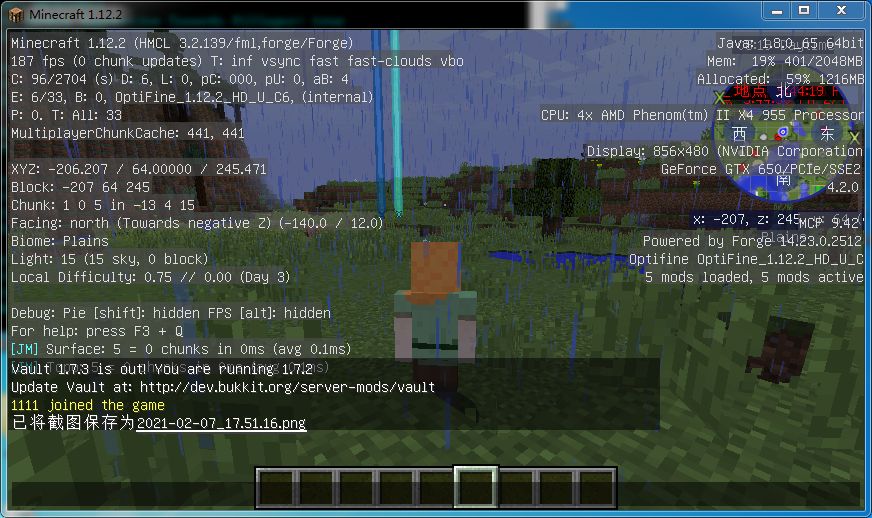 Minecraft 1.12.2
Minecraft 1.12.2 (HMCL 3.2.139/fml,forge/Forge)
187 fps (0 chunk updates) T: inf vsync fast fast-clouds vbo
C: 96/2704 (s) D: 6, L: 0, pC: 000, pU: 0, aB: 4
E: 6/33, B: 0, OptiFine_1.12.2_HD_U_C6, (internal)
P: 0. T: All: 33
MultiplayerChunkCache: 441, 441
XYZ: -206.207 / 64.00000 / 245.471
Block: -207 64 245
Chunk: 1 0 5 in -13 4 15
Facing: north (Towards negative Z) (-140.0 / 12.0)
Biome: Plains
Light: 15 (15 sky, 0 block)
Local Difficulty: 0.75 // 0.00 (Day 3)
Debug: Pie [shift]: hidden FPS [alt]: hidden
For help: press F3 + Q
[JM] Surface: 5 = 0 chunks in 0ms (avg 0.1ms)
Vault 1.7.3 is out! You are running 1.7.2
Update Vault at: http://dev.bukkit.org/server-mods/vault
1111 joined the game
已将截图保存为2021-02-07_17.51.16.png
Java: 1.8.0_65 64bit
Mem: 19% 401/2048MB
Allocated: 59% 1216MB
地点 北
CPU: 4x AMD Phenom(tm) II X4 955 Processor
西 东
Display: 856x480 (NVIDIA Corporation
GeForce GTX 650/PCIe/SSE2
南
4.2.0
x: -207, z: 245
MCP 9.42
Powered by Forge 14.23.0.2512
Optifine OptiFine_1.12.2_HD_U_C
5 mods loaded, 5 mods active